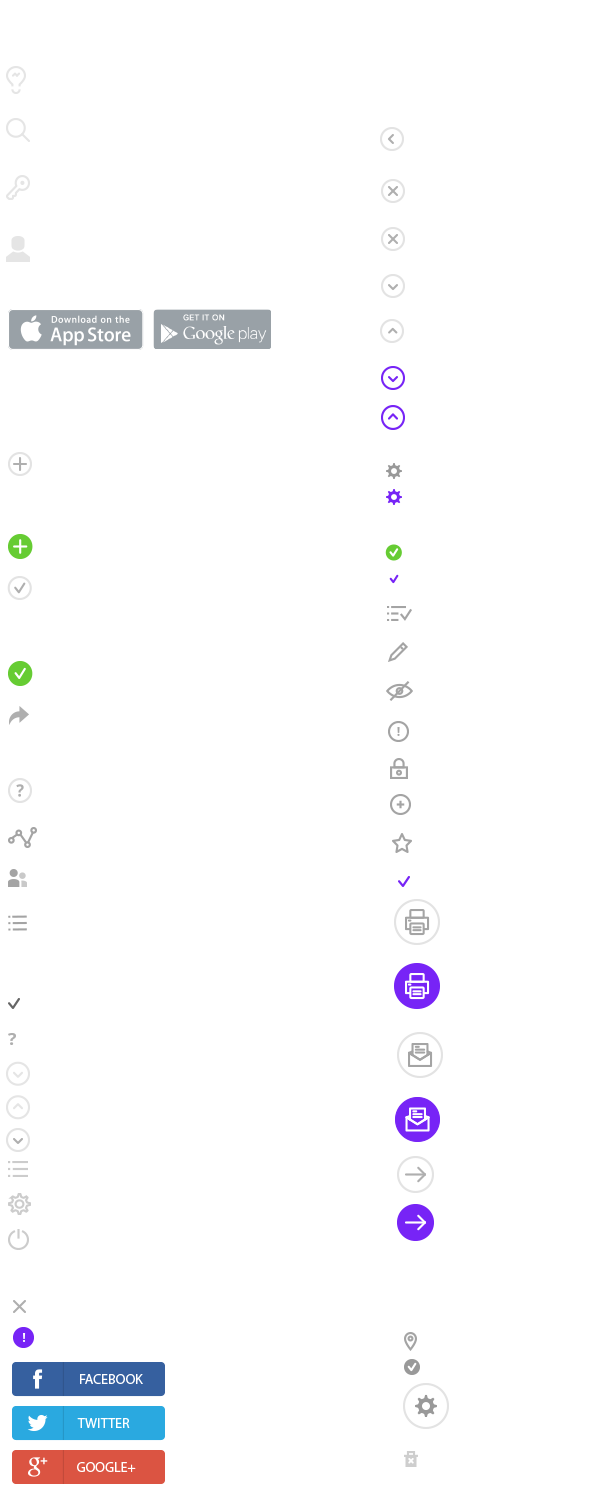 Download on the
App Store
GET IT ON
Google play
?
!
?
!
f FACEBOOK
TWITTER
g+ GOOGLE+